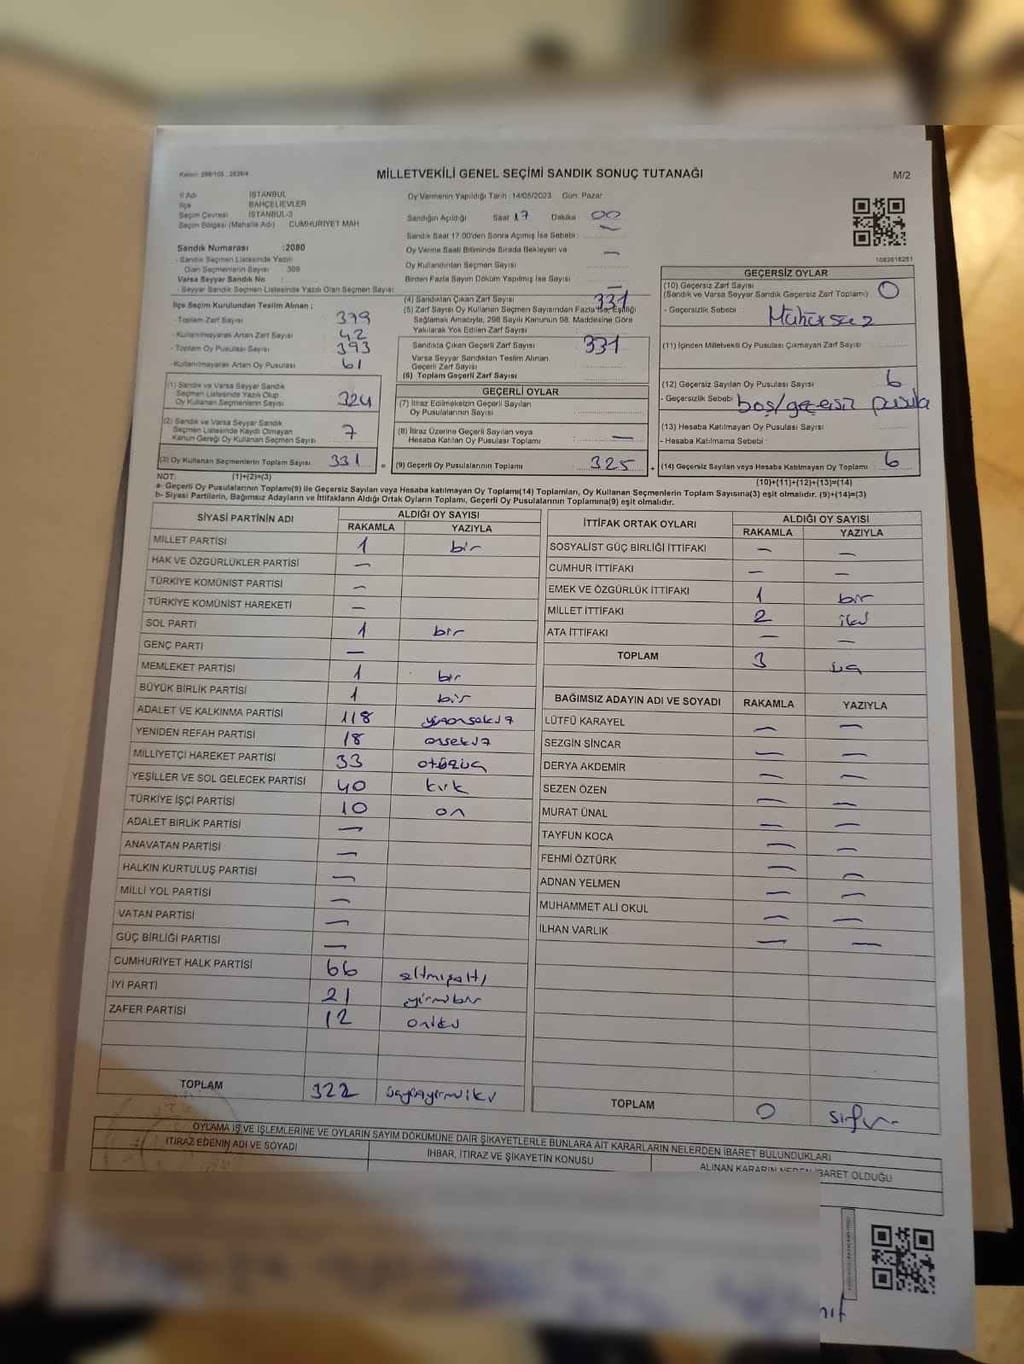 MİLLETVEKİLİ GENEL SEÇİMİ SANDIK SONUÇ TUTANAĞI
M/2
İl Adı İSTANBUL
İlçe BAHÇELİEVLER
Seçim Çevresi İSTANBUL-3
Seçim Bölgesi (Mahalle Adı) CUMHURİYET MAH
Sandık Numarası :2080
- Sandık Seçmen Listesinde Yazılı
Olan Seçmenlerin Sayısı :
Varsa Seyyar Sandık No :
- Seyyar Sandık Seçmen Listesinde Yazılı Olan Seçmen Sayısı
Oy Vermenin Yapıldığı Tarih :14/05/2023 Gün: Pazar
Sandığın Açıldığı Saat 17 Dakika 00
Sandık Saat 17.00'den Sonra Açılmış İse Sebebi : —
Oy Verme Saati Bitiminde Sırada Bekleyen ve —
Oy Kullandırılan Seçmen Sayısı
Birden Fazla Sayım Döküm Yapılmış İse Sayısı —
İlçe Seçim Kurulundan Teslim Alınan ;
- Toplam Zarf Sayısı 379
- Kullanılmayarak Artan Zarf Sayısı 42
- Toplam Oy Pusulası Sayısı 393
- Kullanılmayarak Artan Oy Pusulası 61
(1) Sandık ve Varsa Seyyar Sandık
Seçmen Listesinde Yazılı Olup
Oy Kullanan Seçmenlerin Sayısı 324
(2) Sandık ve Varsa Seyyar Sandık
Seçmen Listesinde Kaydı Olmayan
Kanun Gereği Oy Kullanan Seçmen Sayısı 7
(3) Oy Kullanan Seçmenlerin Toplam Sayısı 331
(4) Sandıktan Çıkan Zarf Sayısı 331
(5) Zarf Sayısı Oy Kullanan Seçmen Sayısından Fazla ise, Eşitliği
Sağlamak Amacıyla, 298 Sayılı Kanunun 98. Maddesine Göre
Yakılarak Yok Edilen Zarf Sayısı
Sandıkta Çıkan Geçerli Zarf Sayısı 331
Varsa Seyyar Sandıktan Teslim Alınan
Geçerli Zarf Sayısı
(6) Toplam Geçerli Zarf Sayısı
GEÇERLİ OYLAR
(7) İtiraz Edilmeksizin Geçerli Sayılan
Oy Pusulalarının Sayısı
(8) İtiraz Üzerine Geçerli Sayılan veya
Hesaba Katılan Oy Pusulası Toplamı —
(9) Geçerli Oy Pusulalarının Toplamı 325
GEÇERSİZ OYLAR
(10) Geçersiz Zarf Sayısı 0
(Sandık ve Varsa Seyyar Sandık Geçersiz Zarf Toplamı)
- Geçersizlik Sebebi Mühürsüz
(11) İçinden Milletvekili Oy Pusulası Çıkmayan Zarf Sayısı
(12) Geçersiz Sayılan Oy Pusulası Sayısı 6
- Geçersizlik Sebebi boş/geçersiz pusula
(13) Hesaba Katılmayan Oy Pusulası Sayısı
- Hesaba Katılmama Sebebi
(14) Geçersiz Sayılan veya Hesaba Katılmayan Oy Toplamı 6
NOT: (1)+(2)=(3) (10)+(11)+(12)+(13)=(14)
a- Geçerli Oy Pusulaları Toplamı(9) ile Geçersiz Sayılan veya Hesaba katılmayan Oy Toplamı(14) Toplamları, Oy Kullanan Seçmenlerin Toplam Sayısına(3) eşit olmalıdır. (9)+(14)=(3)
b- Siyasi Partilerin, Bağımsız Adayların ve İttifakların Aldığı Ortak Oyların Toplamı, Geçerli Oy Pusulalarının Toplamına(9) eşit olmalıdır.
SİYASİ PARTİNİN ADI ALDIĞI OY SAYISI
RAKAMLA YAZIYLA
MİLLET PARTİSİ 1 bir
HAK VE ÖZGÜRLÜKLER PARTİSİ —
TÜRKİYE KOMÜNİST PARTİSİ —
TÜRKİYE KOMÜNİST HAREKETİ —
SOL PARTİ 1 bir
GENÇ PARTİ —
MEMLEKET PARTİSİ 1 bir
BÜYÜK BİRLİK PARTİSİ 1 bir
ADALET VE KALKINMA PARTİSİ 118 yüzonsekiz
YENİDEN REFAH PARTİSİ 18 onsekiz
MİLLİYETÇİ HAREKET PARTİSİ 33 otuzüç
YEŞİLLER VE SOL GELECEK PARTİSİ 40 kırk
TÜRKİYE İŞÇİ PARTİSİ 10 on
ADALET BİRLİK PARTİSİ —
ANAVATAN PARTİSİ —
HALKIN KURTULUŞ PARTİSİ —
MİLLİ YOL PARTİSİ —
VATAN PARTİSİ —
GÜÇ BİRLİĞİ PARTİSİ —
CUMHURİYET HALK PARTİSİ 66 altmışaltı
İYİ PARTİ 21 yirmibir
ZAFER PARTİSİ 12 oniki
TOPLAM 322 üçyüzyirmiiki
İTTİFAK ORTAK OYLARI ALDIĞI OY SAYISI
RAKAMLA YAZIYLA
SOSYALİST GÜÇ BİRLİĞİ İTTİFAKI — —
CUMHUR İTTİFAKI — —
EMEK VE ÖZGÜRLÜK İTTİFAKI 1 bir
MİLLET İTTİFAKI 2 iki
ATA İTTİFAKI — —
TOPLAM 3 üç
BAĞIMSIZ ADAYIN ADI VE SOYADI RAKAMLA YAZIYLA
LÜTFÜ KARAYEL — —
SEZGİN SİNCAR — —
DERYA AKDEMİR — —
SEZEN ÖZEN — —
MURAT ÜNAL — —
TAYFUN KOCA — —
FEHMİ ÖZTÜRK — —
ADNAN YELMEN — —
MUHAMMET ALİ OKUL — —
İLHAN VARLIK — —
TOPLAM 0 sıfır
OYLAMA İŞ VE İŞLEMLERİNE VE OYLARIN SAYIM DÖKÜMÜNE DAİR ŞİKAYETLERLE BUNLARA AİT KARARLARIN NELERDEN İBARET BULUNDUKLARI
İTİRAZ EDENİN ADI VE SOYADI
İHBAR, İTİRAZ VE ŞİKAYETİN KONUSU
ALINAN KARARIN NEDEN İBARET OLDUĞU